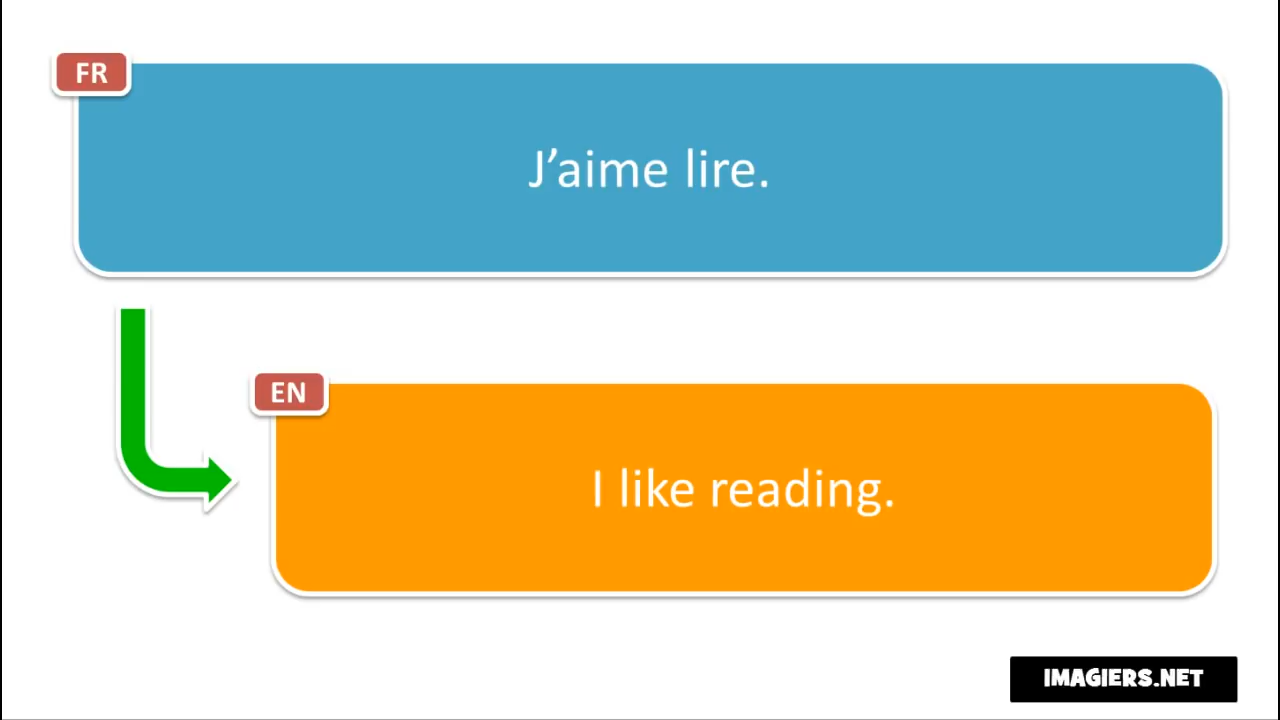 FR
J’aime lire.
EN
I like reading.
IMAGIERS.NET